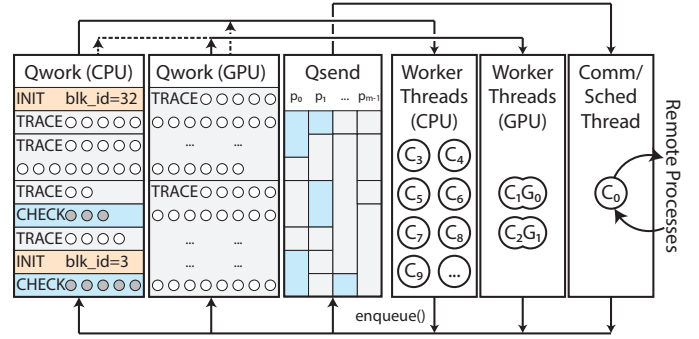 Qwork (CPU)
INIT blk_id=32
TRACE
TRACE
TRACE
CHECK
TRACE
INIT blk_id=3
CHECK
Qwork (GPU)
TRACE
... ...
TRACE
... ...
... ...
Qsend
p0 p1 ... pm-1
Worker
Threads
(CPU)
C3 C4
C5 C6
C7 C8
C9 ...
Worker
Threads
(GPU)
C1G0
C2G1
Comm/
Sched
Thread
C0
Remote Processes
enqueue()